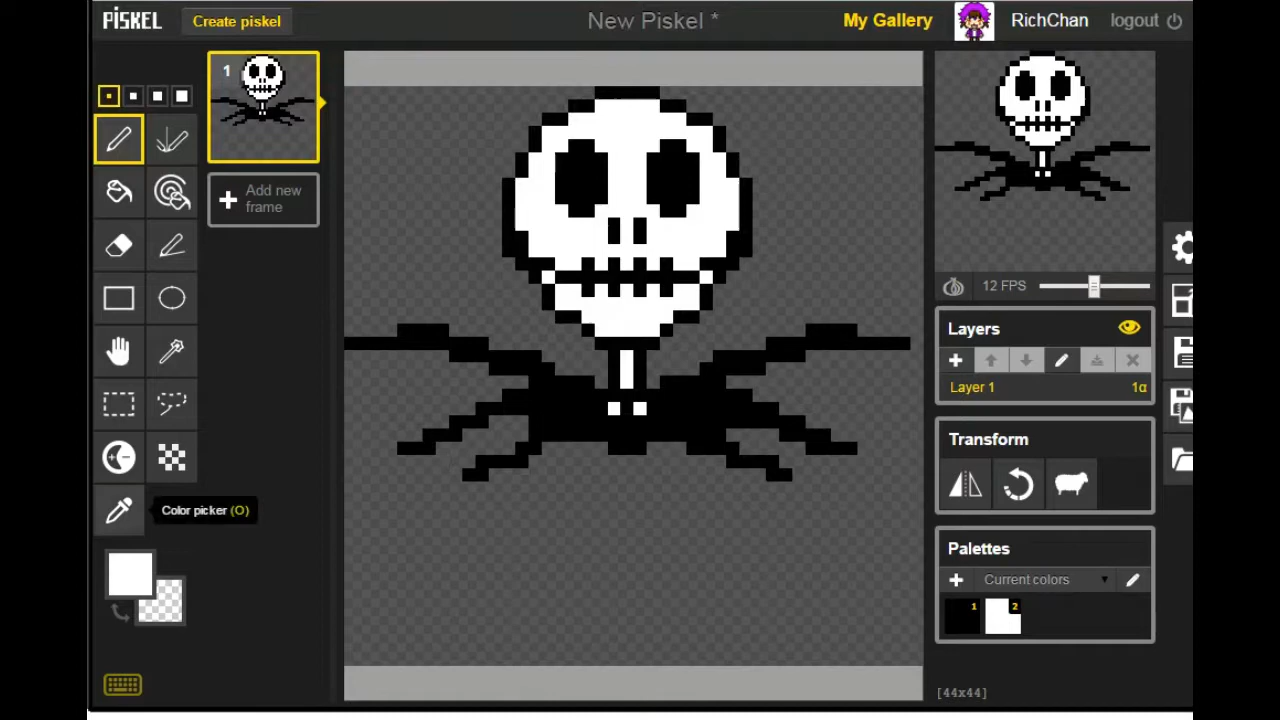 PiSKEL
Create piskel
New Piskel *
My Gallery
RichChan
logout
1
Add new
frame
12 FPS
Layers
Layer 1
1α
Transform
Color picker (O)
Palettes
Current colors
1
2
[44x44]